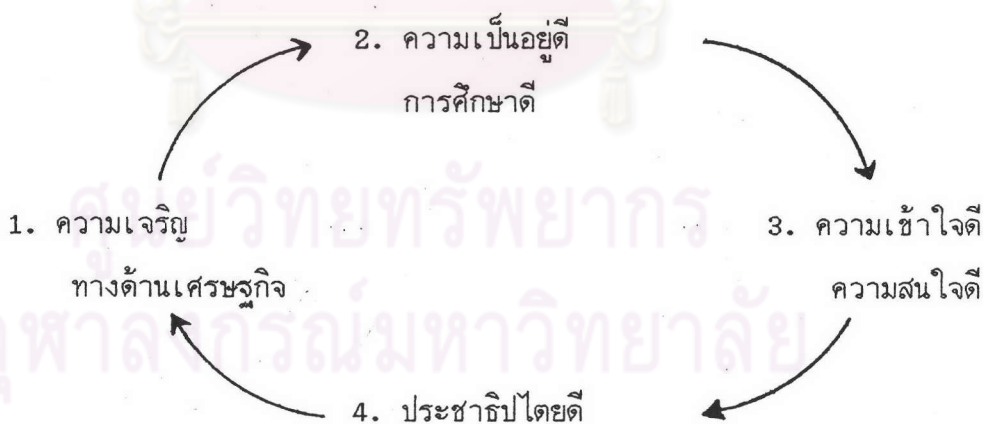 2. ความเป็นอยู่ดี
การศึกษาดี
1. ความเจริญ
ทางด้านเศรษฐกิจ
3. ความเข้าใจดี
ความสนใจดี
4. ประชาธิปไตยดี
ศูนย์วิทยทรัพยากร
จุฬาลงกรณ์มหาวิทยาลัย